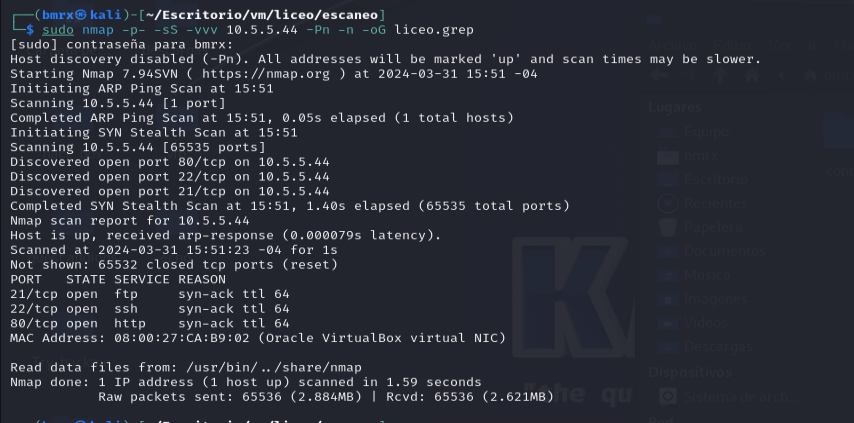 ┌──(bmrx㉿kali)-[~/Escritorio/vm/liceo/escaneo]
└─$ sudo nmap -p- -sS -vvv 10.5.5.44 -Pn -n -oG liceo.grep
[sudo] contraseña para bmrx:
Host discovery disabled (-Pn). All addresses will be marked 'up' and scan times may be slower.
Starting Nmap 7.94SVN ( https://nmap.org ) at 2024-03-31 15:51 -04
Initiating ARP Ping Scan at 15:51
Scanning 10.5.5.44 [1 port]
Completed ARP Ping Scan at 15:51, 0.05s elapsed (1 total hosts)
Initiating SYN Stealth Scan at 15:51
Scanning 10.5.5.44 [65535 ports]
Discovered open port 80/tcp on 10.5.5.44
Discovered open port 22/tcp on 10.5.5.44
Discovered open port 21/tcp on 10.5.5.44
Completed SYN Stealth Scan at 15:51, 1.40s elapsed (65535 total ports)
Nmap scan report for 10.5.5.44
Host is up, received arp-response (0.000079s latency).
Scanned at 2024-03-31 15:51:23 -04 for 1s
Not shown: 65532 closed tcp ports (reset)
PORT   STATE SERVICE REASON
21/tcp open  ftp     syn-ack ttl 64
22/tcp open  ssh     syn-ack ttl 64
80/tcp open  http    syn-ack ttl 64
MAC Address: 08:00:27:CA:B9:02 (Oracle VirtualBox virtual NIC)
Read data files from: /usr/bin/../share/nmap
Nmap done: 1 IP address (1 host up) scanned in 1.59 seconds
Raw packets sent: 65536 (2.884MB) | Rcvd: 65536 (2.621MB)
Lugares
Equipo
bmrx
Escritorio
Recientes
Papelera
Documentos
Música
Imágenes
Vídeos
Descargas
Dispositivos
Sistema de arch...
"the qu